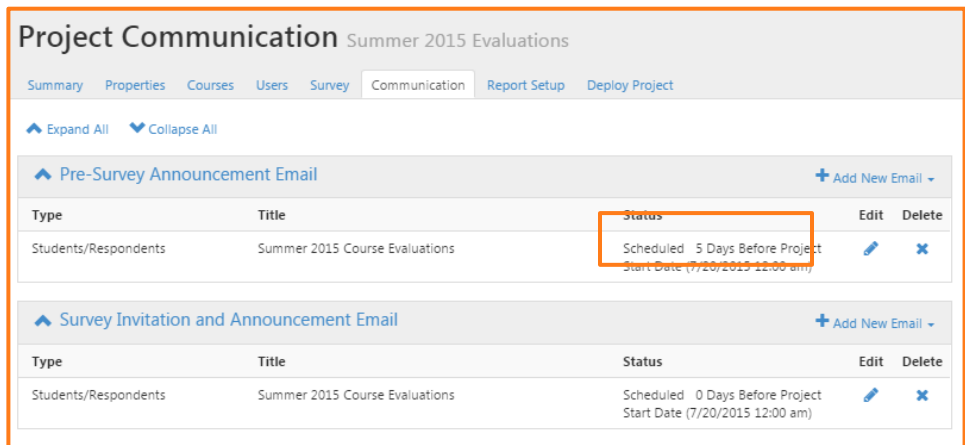 Project Communication Summer 2015 Evaluations
Summary Properties Courses Users Survey Communication Report Setup Deploy Project
Expand All Collapse All
Pre-Survey Announcement Email Add New Email
Type Title Status Edit Delete
Students/Respondents Summer 2015 Course Evaluations Scheduled 5 Days Before Project
Start Date (7/20/2015 12:00 am)
Survey Invitation and Announcement Email Add New Email
Type Title Status Edit Delete
Students/Respondents Summer 2015 Course Evaluations Scheduled 0 Days Before Project
Start Date (7/20/2015 12:00 am)